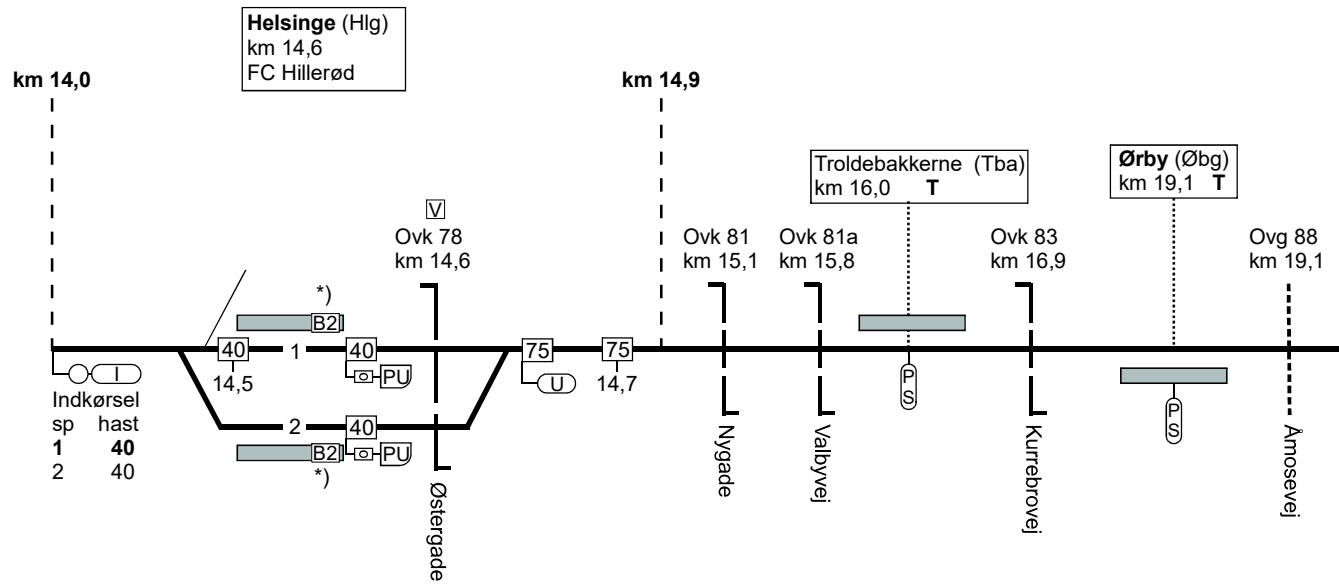 Helsinge (Hlg)
km 14,6
FC Hillerød
km 14,0
km 14,9
Troldebakkerne (Tba)
km 16,0 T
Ørby (Øbg)
km 19,1 T
V
Ovk 78
km 14,6
Ovk 81
km 15,1
Ovk 81a
km 15,8
Ovk 83
km 16,9
Ovg 88
km 19,1
*)
B2
40
1
40
75
75
I
14,5
PU
U
14,7
P
S
P
S
Indkørsel
sp hast
1 40
2 40
2
40
B2
PU
*)
Østergade
Nygade
Valbyvej
Kurrebrovej
Åmosevej